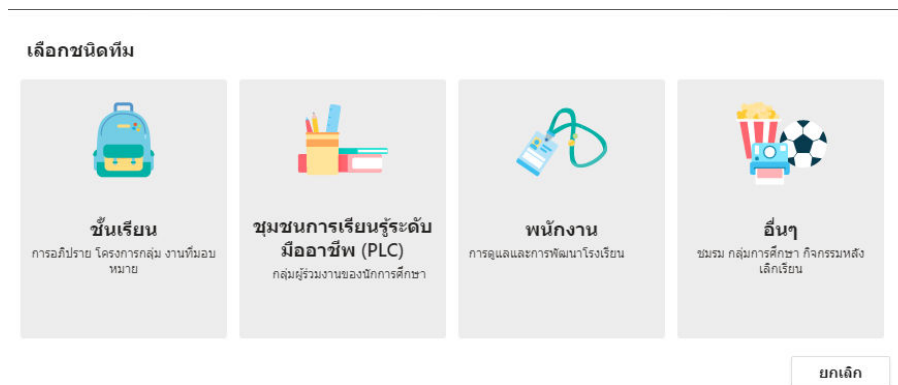 เลือกชนิดทีม
ชั้นเรียน
การอภิปราย โครงการกลุ่ม งานที่มอบ
หมาย
ชุมชนการเรียนรู้ระดับ
มืออาชีพ (PLC)
กลุ่มผู้ร่วมงานของนักการศึกษา
พนักงาน
การดูแลและการพัฒนาโรงเรียน
อื่นๆ
ชมรม กลุ่มการศึกษา กิจกรรมหลัง
เลิกเรียน
ยกเลิก